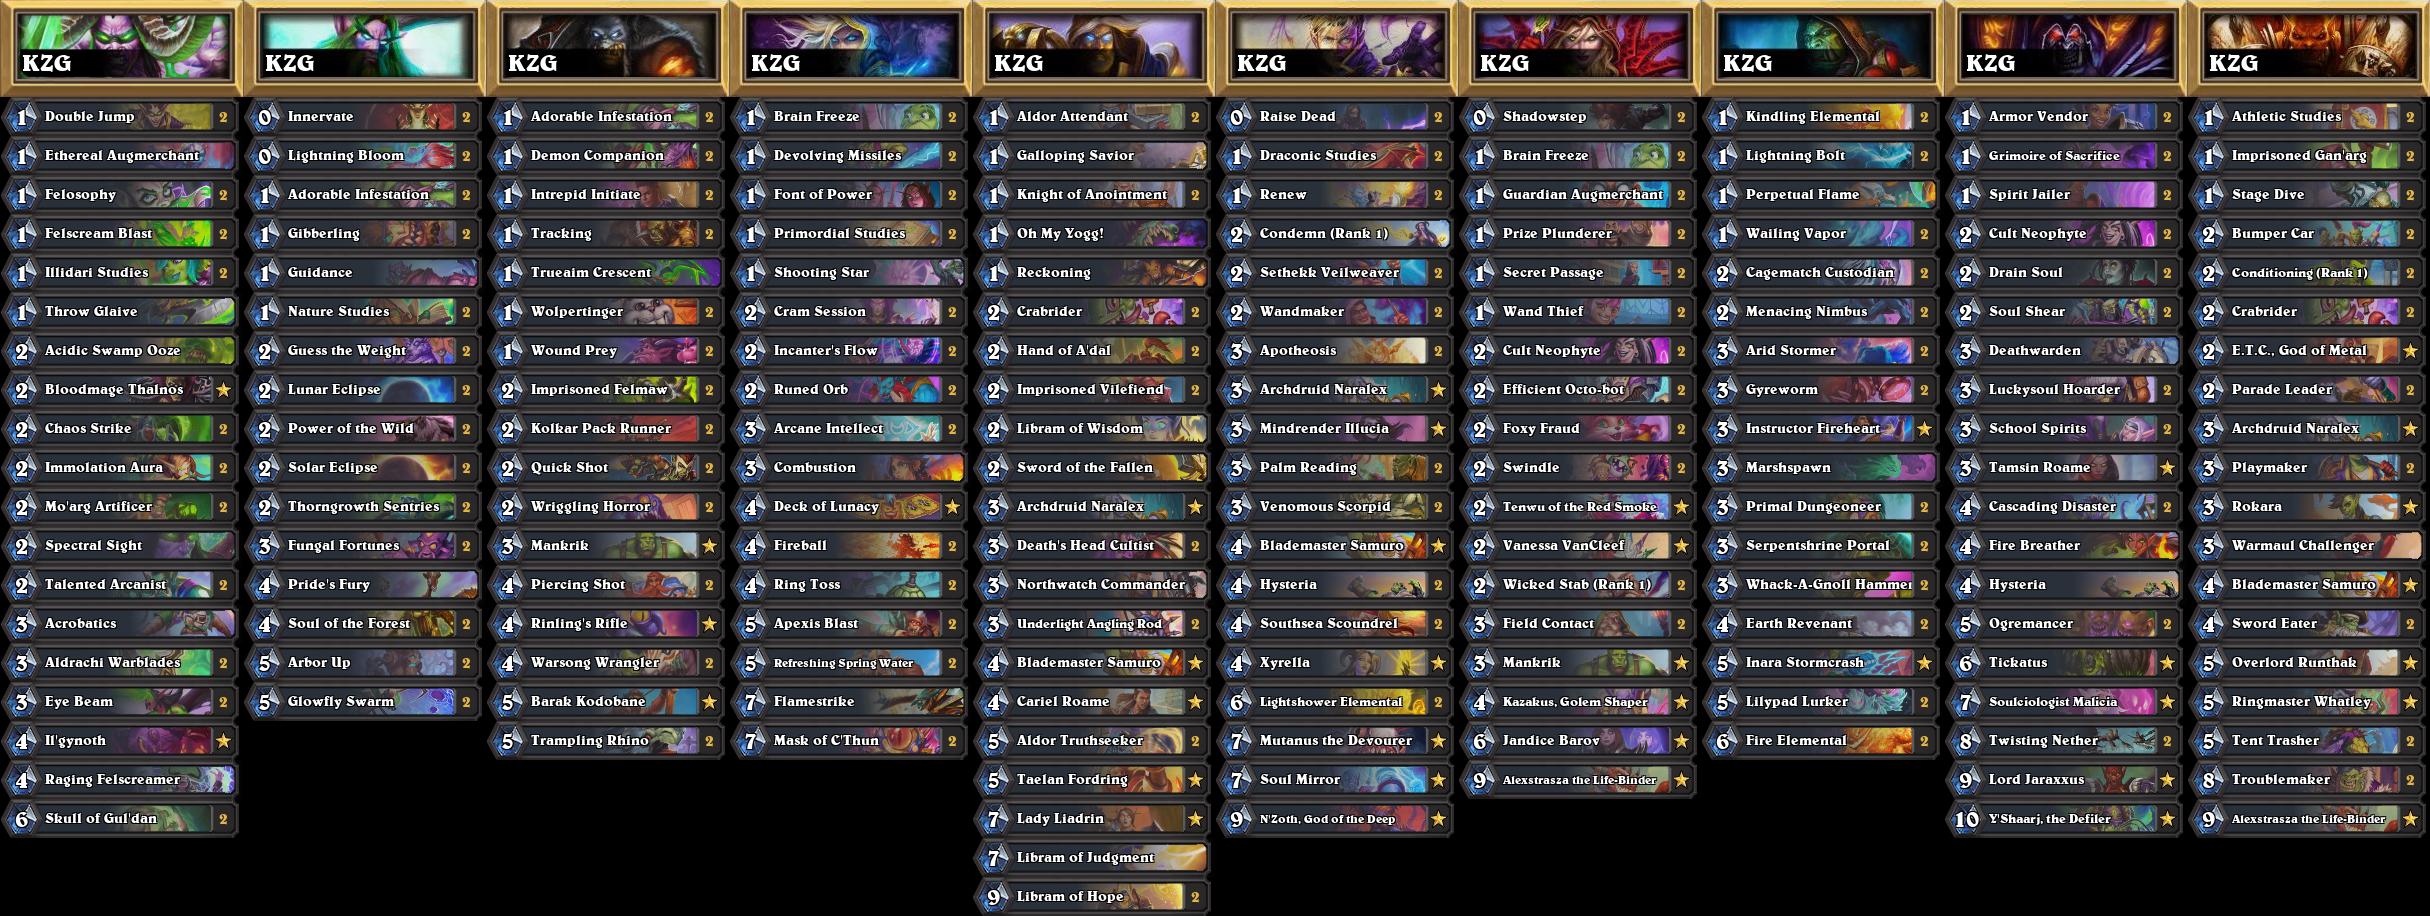 KZG
1 Double Jump 2
1 Ethereal Augmerchant
1 Felosophy 2
1 Felscream Blast 2
1 Illidari Studies 2
1 Throw Glaive
2 Acidic Swamp Ooze
2 Bloodmage Thalnos
2 Chaos Strike 2
2 Immolation Aura 2
2 Mo'arg Artificer 2
2 Spectral Sight
2 Talented Arcanist 2
3 Acrobatics
3 Aldrachi Warblades 2
3 Eye Beam 2
4 Il'gynoth
4 Raging Felscreamer
6 Skull of Gul'dan 2
KZG
0 Innervate 2
0 Lightning Bloom 2
1 Adorable Infestation 2
1 Gibberling 2
1 Guidance
1 Nature Studies 2
2 Guess the Weight 2
2 Lunar Eclipse 2
2 Power of the Wild 2
2 Solar Eclipse 2
2 Thorngrowth Sentries 2
3 Fungal Fortunes 2
4 Pride's Fury
4 Soul of the Forest 2
5 Arbor Up 2
5 Glowfly Swarm 2
KZG
1 Adorable Infestation 2
1 Demon Companion 2
1 Intrepid Initiate 2
1 Tracking 2
1 Trueaim Crescent
1 Wolpertinger 2
1 Wound Prey 2
2 Imprisoned Felmaw 2
2 Kolkar Pack Runner 2
2 Quick Shot 2
2 Wriggling Horror 2
3 Mankrik
4 Piercing Shot 2
4 Rinling's Rifle
4 Warsong Wrangler 2
5 Barak Kodobane
5 Trampling Rhino 2
KZG
1 Brain Freeze 2
1 Devolving Missiles 2
1 Font of Power 2
1 Primordial Studies 2
1 Shooting Star
2 Cram Session 2
2 Incanter's Flow 2
2 Runed Orb 2
3 Arcane Intellect 2
3 Combustion
4 Deck of Lunacy
4 Fireball 2
4 Ring Toss 2
5 Apexis Blast 2
5 Refreshing Spring Water 2
7 Flamestrike
7 Mask of C'Thun 2
KZG
1 Aldor Attendant 2
1 Galloping Savior
1 Knight of Anointment 2
1 Oh My Yogg!
1 Reckoning
2 Crabrider 2
2 Hand of A'dal 2
2 Imprisoned Vilefiend 2
2 Libram of Wisdom
2 Sword of the Fallen
3 Archdruid Naralex
3 Death's Head Cultist 2
3 Northwatch Commander
3 Underlight Angling Rod 2
4 Blademaster Samuro
4 Cariel Roame
5 Aldor Truthseeker 2
5 Taelan Fordring
7 Lady Liadrin
7 Libram of Judgment
9 Libram of Hope 2
KZG
0 Raise Dead 2
1 Draconic Studies 2
1 Renew 2
2 Condemn (Rank 1)
2 Sethekk Veilweaver 2
2 Wandmaker 2
3 Apotheosis 2
3 Archdruid Naralex
3 Mindrender Illucia
3 Palm Reading 2
3 Venomous Scorpid 2
4 Blademaster Samuro
4 Hysteria 2
4 Southsea Scoundrel 2
4 Xyrella
6 Lightshower Elemental 2
7 Mutanus the Devourer
7 Soul Mirror
9 N'Zoth, God of the Deep
KZG
0 Shadowstep 2
1 Brain Freeze 2
1 Guardian Augmerchant 2
1 Prize Plunderer 2
1 Secret Passage 2
1 Wand Thief 2
2 Cult Neophyte 2
2 Efficient Octo-bot 2
2 Foxy Fraud 2
2 Swindle 2
2 Tenwu of the Red Smoke
2 Vanessa VanCleef
2 Wicked Stab (Rank 1) 2
3 Field Contact 2
3 Mankrik
4 Kazakus, Golem Shaper
6 Jandice Barov
9 Alexstrasza the Life-Binder
KZG
1 Kindling Elemental 2
1 Lightning Bolt 2
1 Perpetual Flame
1 Wailing Vapor 2
2 Cagematch Custodian 2
2 Menacing Nimbus 2
3 Arid Stormer 2
3 Gyreworm 2
3 Instructor Fireheart
3 Marshspawn
3 Primal Dungeoneer 2
3 Serpentshrine Portal 2
3 Whack-A-Gnoll Hammer 2
4 Earth Revenant 2
5 Inara Stormcrash
5 Lilypad Lurker 2
6 Fire Elemental 2
KZG
1 Armor Vendor 2
1 Grimoire of Sacrifice 2
1 Spirit Jailer 2
2 Cult Neophyte 2
2 Drain Soul 2
2 Soul Shear 2
3 Deathwarden
3 Luckysoul Hoarder 2
3 School Spirits 2
3 Tamsin Roame
4 Cascading Disaster 2
4 Fire Breather
4 Hysteria
5 Ogremancer 2
6 Tickatus
7 Soulciologist Malicia
8 Twisting Nether 2
9 Lord Jaraxxus
10 Y'Shaarj, the Defiler
KZG
1 Athletic Studies 2
1 Imprisoned Gan'arg 2
1 Stage Dive 2
2 Bumper Car 2
2 Conditioning (Rank 1) 2
2 Crabrider 2
2 E.T.C., God of Metal
2 Parade Leader 2
3 Archdruid Naralex
3 Playmaker 2
3 Rokara
3 Warmaul Challenger
4 Blademaster Samuro
4 Sword Eater 2
5 Overlord Runthak
5 Ringmaster Whatley
5 Tent Trasher 2
8 Troublemaker 2
9 Alexstrasza the Life-Binder